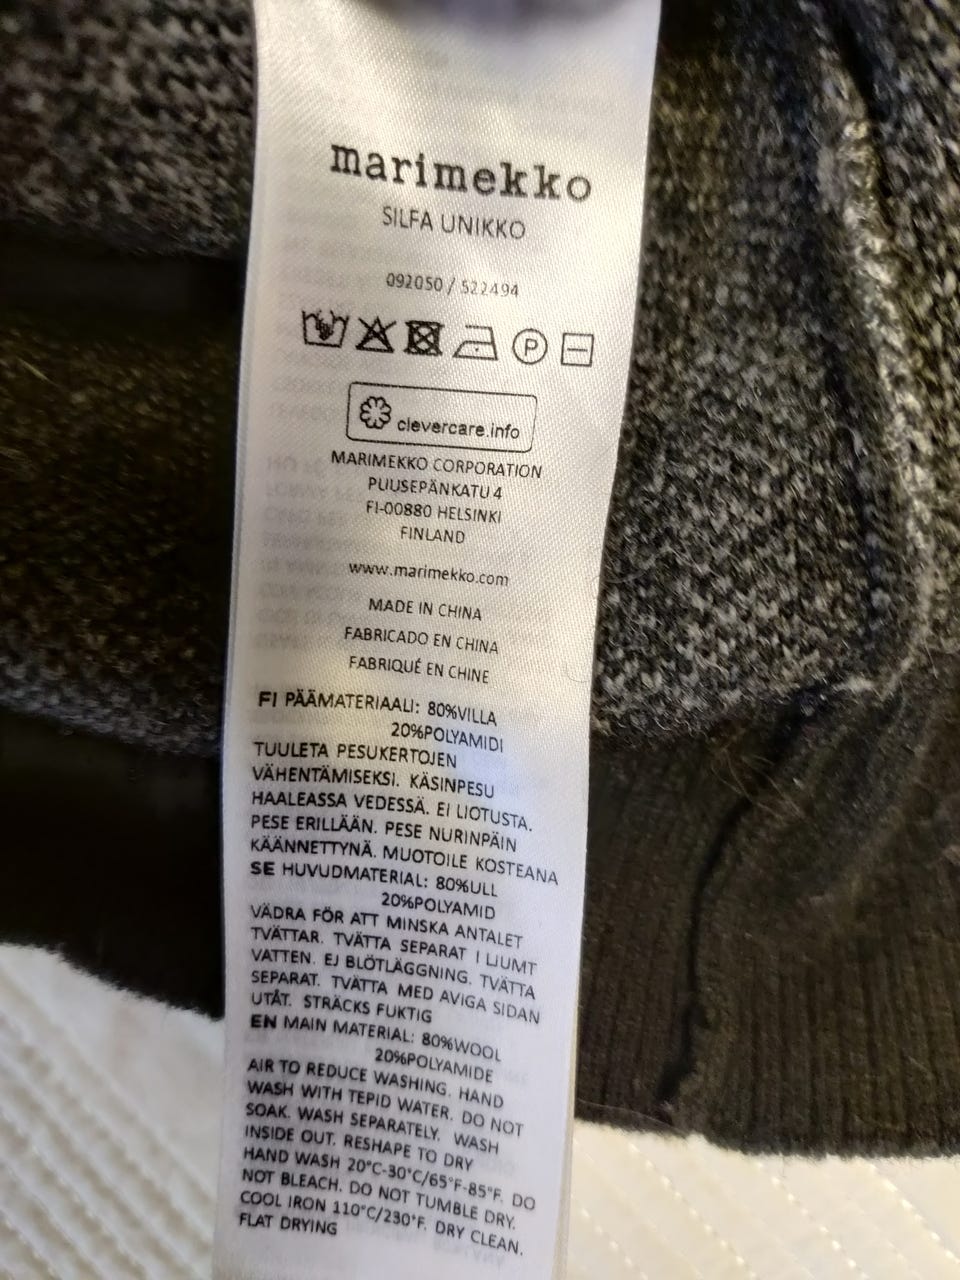 marimekko
SILFA UNIKKO
092050 / 522494
P
clevercare.info
MARIMEKKO CORPORATION
PUUSEPÄNKATU 4
FI-00880 HELSINKI
FINLAND
www.marimekko.com
MADE IN CHINA
FABRICADO EN CHINA
FABRIQUÉ EN CHINE
FI PÄÄMATERIAALI: 80%VILLA
20%POLYAMIDI
TUULETA PESUKERTOJEN
VÄHENTÄMISEKSI. KÄSINPESU
HAALEASSA VEDESSÄ. EI LIOTUSTA.
PESE ERILLÄÄN. PESE NURINPÄIN
KÄÄNNETTYNÄ. MUOTOILE KOSTEANA
SE HUVUDMATERIAL: 80%ULL
20%POLYAMID
VÄDRA FÖR ATT MINSKA ANTALET
TVÄTTAR. TVÄTTA SEPARAT I LJUMT
VATTEN. EJ BLÖTLÄGGNING. TVÄTTA
SEPARAT. TVÄTTA MED AVIGA SIDAN
UTÅT. STRÄCKS FUKTIG
EN MAIN MATERIAL: 80%WOOL
20%POLYAMIDE
AIR TO REDUCE WASHING. HAND
WASH WITH TEPID WATER. DO NOT
SOAK. WASH SEPARATELY. WASH
INSIDE OUT. RESHAPE TO DRY
HAND WASH 20°C-30°C/65°F-85°F. DO
NOT BLEACH. DO NOT TUMBLE DRY.
COOL IRON 110°C/230°F. DRY CLEAN.
FLAT DRYING